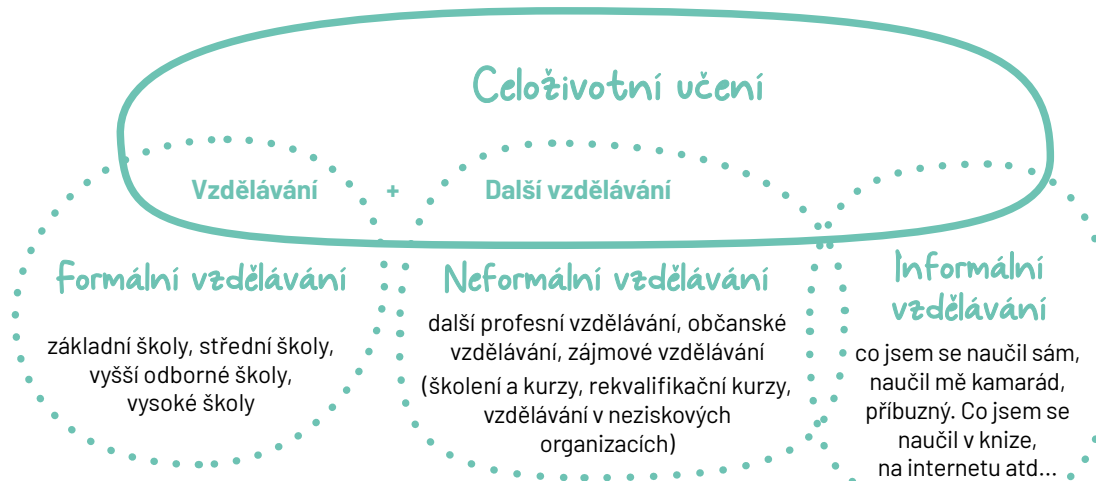 Celoživotní učení
Vzdělávání + Další vzdělávání
Formální vzdělávání
základní školy, střední školy,
vyšší odborné školy,
vysoké školy
Neformální vzdělávání
další profesní vzdělávání, občanské
vzdělávání, zájmové vzdělávání
(školení a kurzy, rekvalifikační kurzy,
vzdělávání v neziskových
organizacích)
Informální
vzdělávání
co jsem se naučil sám,
naučil mě kamarád,
příbuzný. Co jsem se
naučil v knize,
na internetu atd...